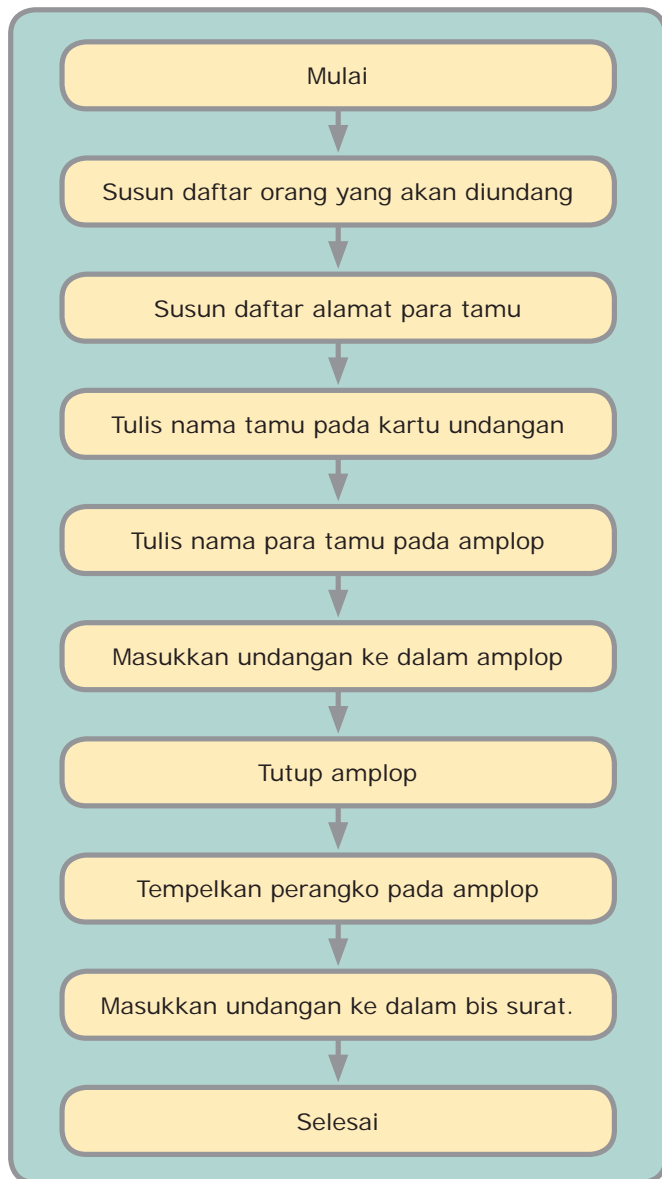 Mulai
Susun daftar orang yang akan diundang
Susun daftar alamat para tamu
Tulis nama tamu pada kartu undangan
Tulis nama para tamu pada amplop
Masukkan undangan ke dalam amplop
Tutup amplop
Tempelkan perangko pada amplop
Masukkan undangan ke dalam bis surat.
Selesai